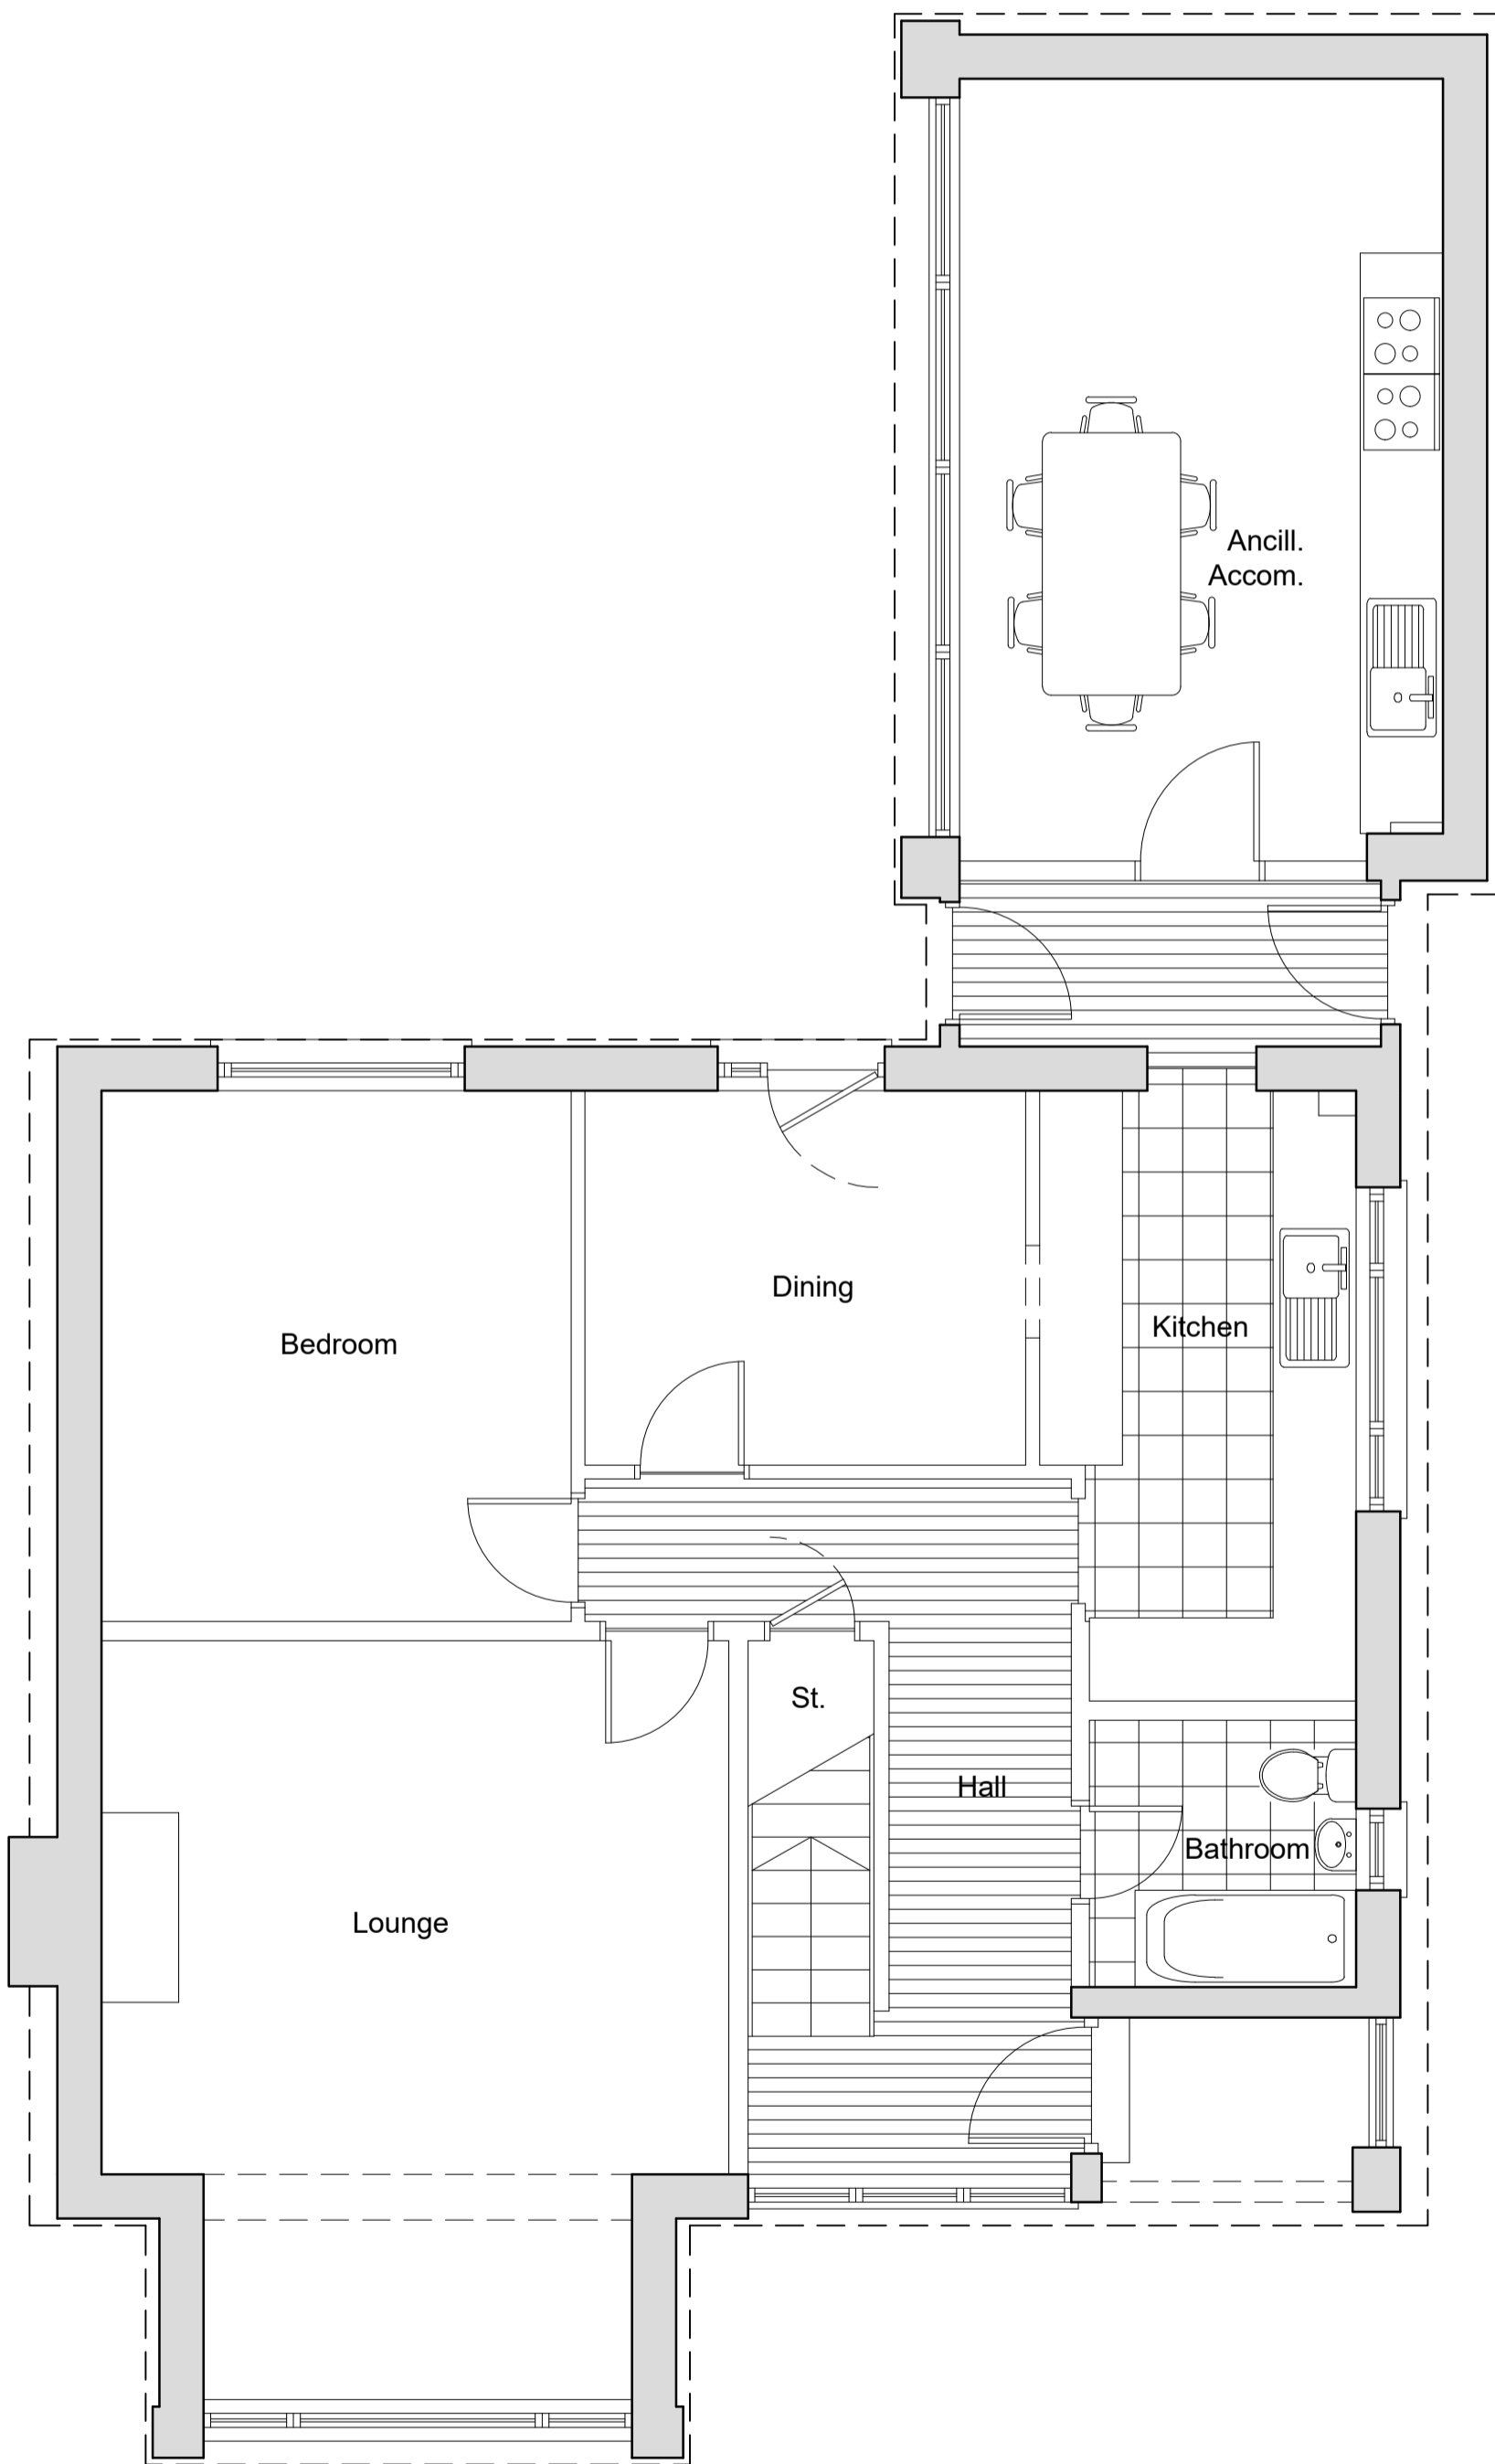 Ancill.
Accom.
Dining
Kitchen
Bedroom
St.
Hall
Bathroom
Lounge